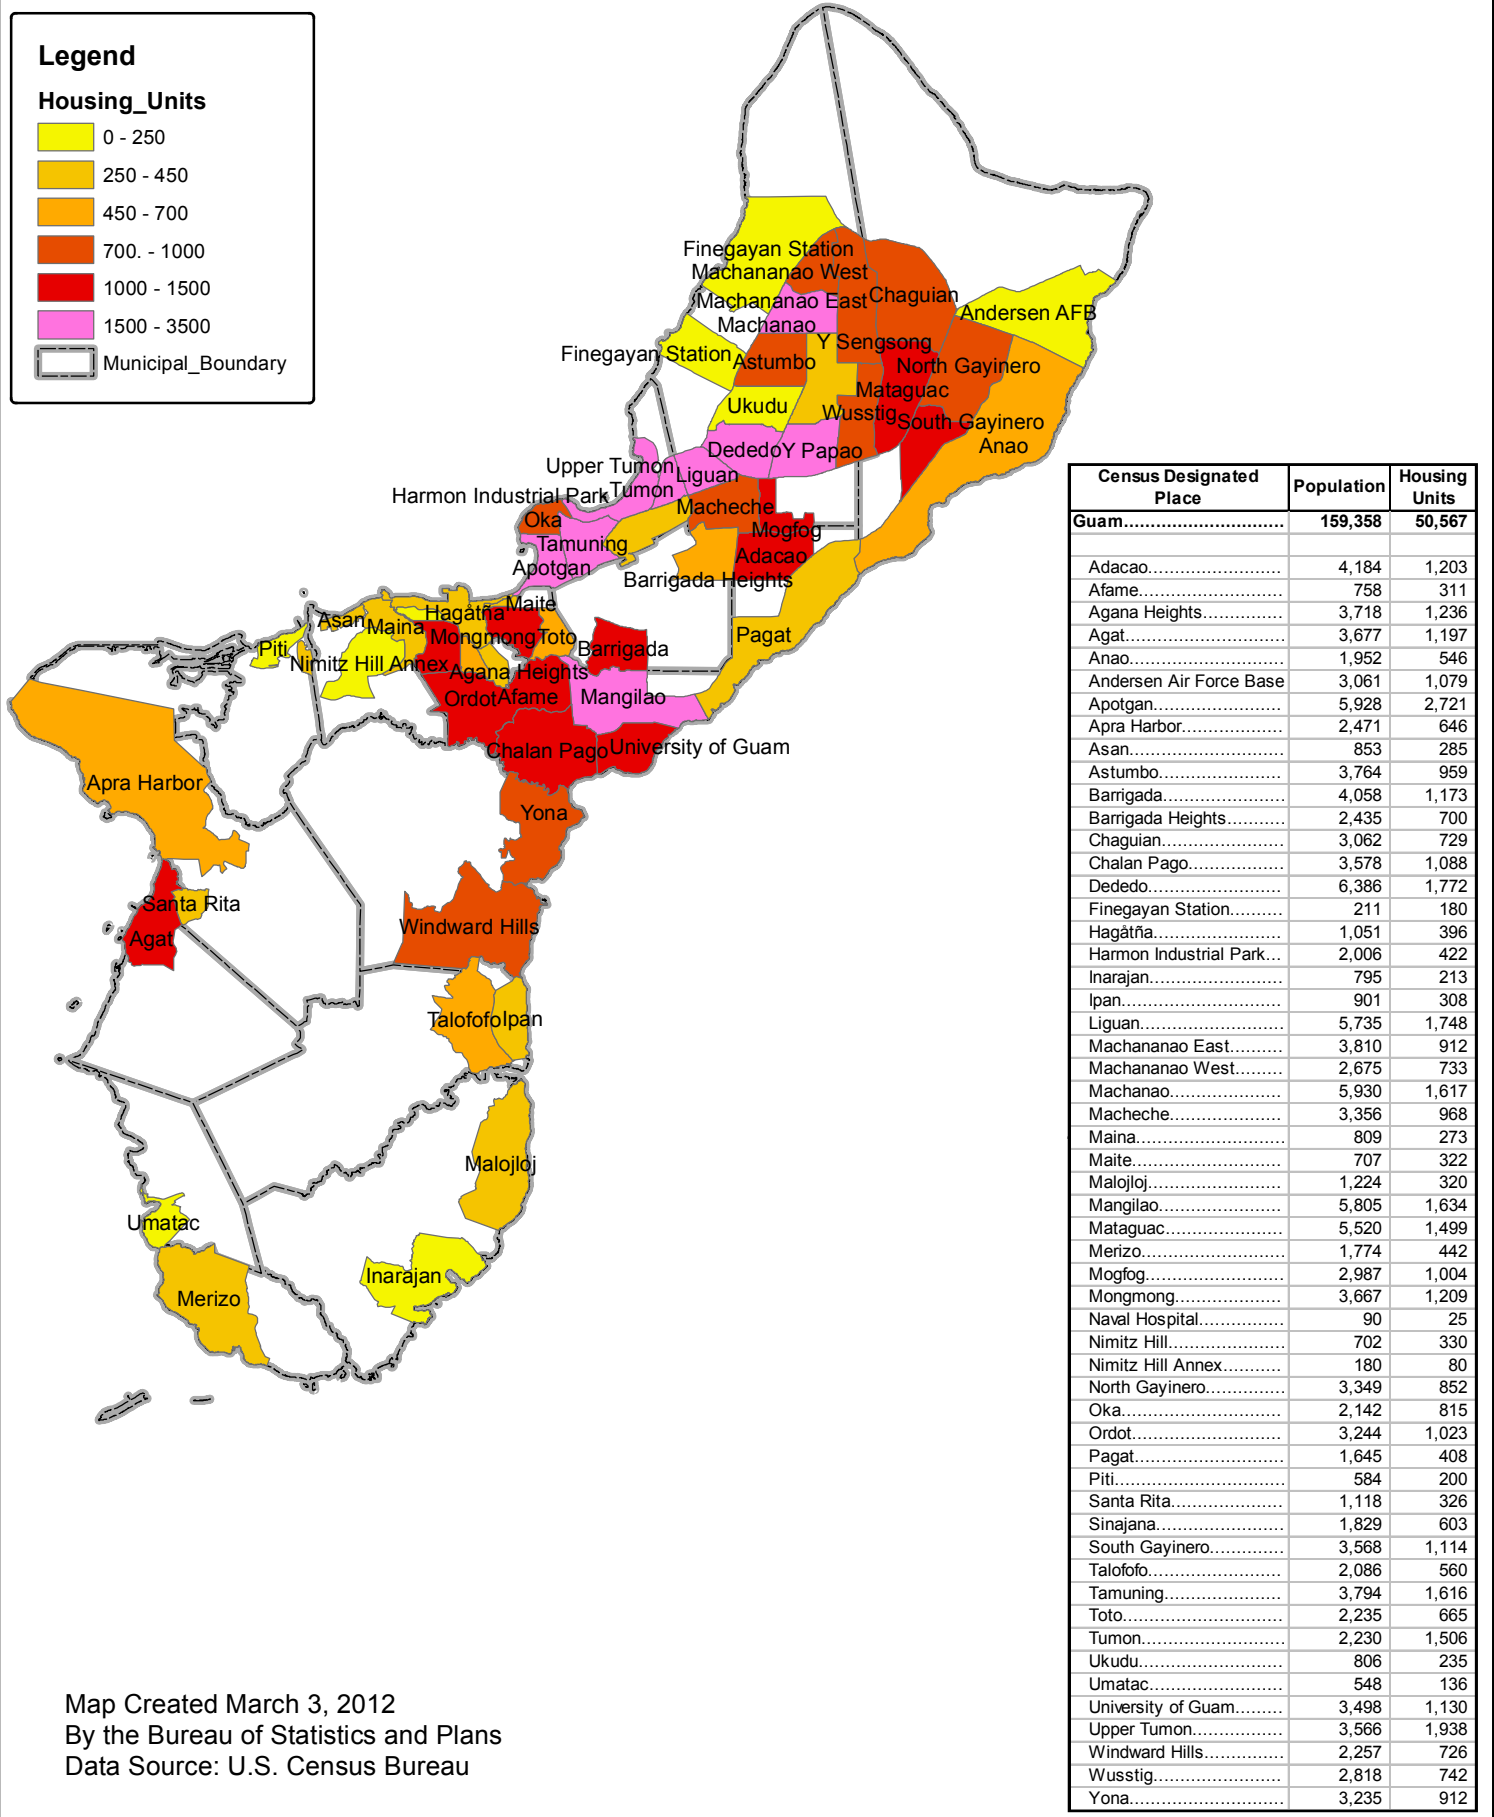 Legend
Housing_Units
0 - 250
250 - 450
450 - 700
700. - 1000
1000 - 1500
1500 - 3500
Municipal_Boundary
Finegayan Station
Machananao West
Machananao East
Chaguian
Andersen AFB
Machanao
Y Sengsong
Finegayan Station
Astumbo
North Gayinero
Mataguac
Ukudu
Wusstig
South Gayinero
Anao
Dededo
Y Papao
Upper Tumon
Liguan
Harmon Industrial Park
Tumon
Macheche
Oka
Mogfog
Tamuning
Adacao
Apotgan
Barrigada Heights
Maite
Hagåtña
Asan
Maina
Mongmong
Toto
Pagat
Piti
Barrigada
Nimitz Hill Annex
Agana Heights
Ordot
Afame
Mangilao
Chalan Pago
University of Guam
Apra Harbor
Yona
Santa Rita
Agat
Windward Hills
Talofofo
Ipan
Malojloj
Umatac
Inarajan
Merizo
Census Designated Place Population Housing Units
Guam............................ 159,358 50,567
Adacao............................ 4,184 1,203
Afame............................ 758 311
Agana Heights............... 3,718 1,236
Agat............................ 3,677 1,197
Anao............................ 1,952 546
Andersen Air Force Base 3,061 1,079
Apotgan........................ 5,928 2,721
Apra Harbor.................. 2,471 646
Asan............................ 853 285
Astumbo...................... 3,764 959
Barrigada..................... 4,058 1,173
Barrigada Heights........... 2,435 700
Chaguian...................... 3,062 729
Chalan Pago................. 3,578 1,088
Dededo........................ 6,386 1,772
Finegayan Station.......... 211 180
Hagåtña....................... 1,051 396
Harmon Industrial Park... 2,006 422
Inarajan........................ 795 213
Ipan............................. 901 308
Liguan.......................... 5,735 1,748
Machananao East.......... 3,810 912
Machananao West......... 2,675 733
Machanao..................... 5,930 1,617
Macheche..................... 3,356 968
Maina........................... 809 273
Maite............................ 707 322
Malojloj......................... 1,224 320
Mangilao....................... 5,805 1,634
Mataguac...................... 5,520 1,499
Merizo.......................... 1,774 442
Mogfog......................... 2,987 1,004
Mongmong.................... 3,667 1,209
Naval Hospital................ 90 25
Nimitz Hill..................... 702 330
Nimitz Hill Annex........... 180 80
North Gayinero............... 3,349 852
Oka............................. 2,142 815
Ordot........................... 3,244 1,023
Pagat........................... 1,645 408
Piti............................... 584 200
Santa Rita..................... 1,118 326
Sinajana....................... 1,829 603
South Gayinero.............. 3,568 1,114
Talofofo........................ 2,086 560
Tamuning...................... 3,794 1,616
Toto............................. 2,235 665
Tumon.......................... 2,230 1,506
Ukudu.......................... 806 235
Umatac......................... 548 136
University of Guam......... 3,498 1,130
Upper Tumon................. 3,566 1,938
Windward Hills............... 2,257 726
Wusstig........................ 2,818 742
Yona............................ 3,235 912
Map Created March 3, 2012
By the Bureau of Statistics and Plans
Data Source: U.S. Census Bureau